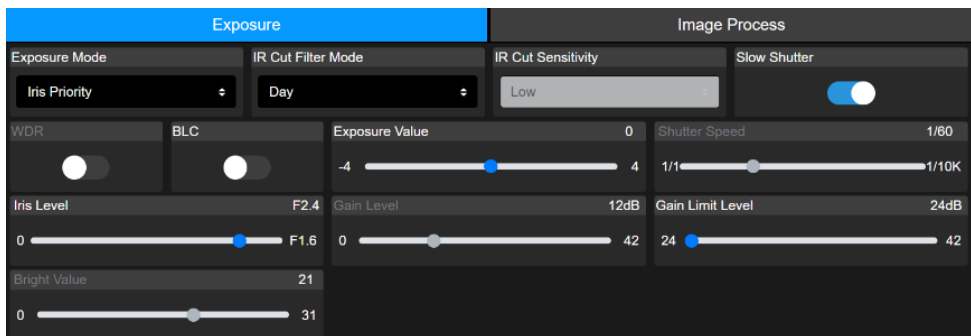 Exposure Image Process
Exposure Mode IR Cut Filter Mode IR Cut Sensitivity Slow Shutter
Iris Priority Day Low
WDR BLC Exposure Value 0 Shutter Speed 1/60
-4 4 1/1 1/10K
Iris Level F2.4 Gain Level 12dB Gain Limit Level 24dB
0 F1.6 0 42 24 42
Bright Value 21
0 31